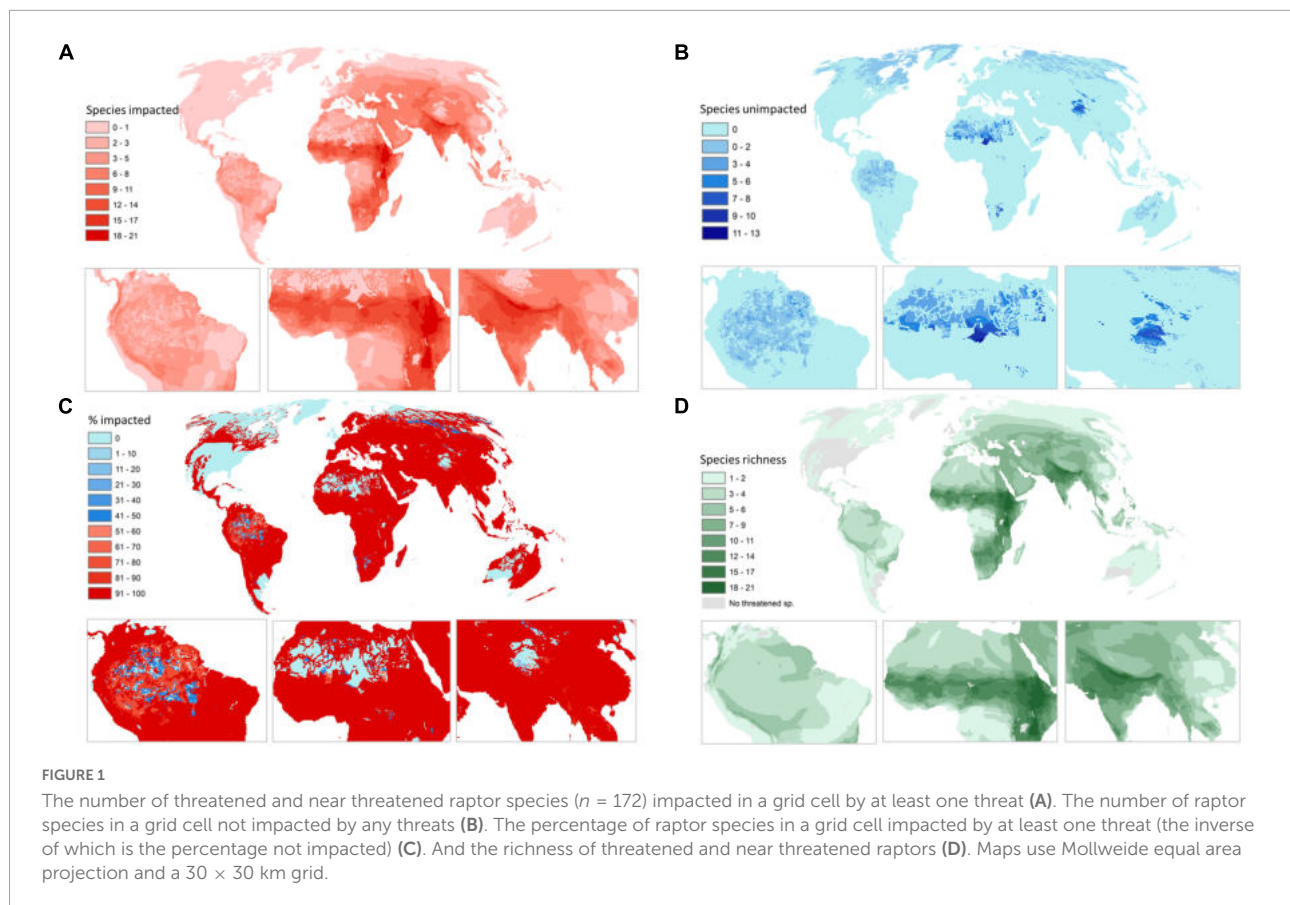 A
Species impacted
0 - 1
2 - 3
3 - 5
6 - 8
9 - 11
12 - 14
15 - 17
18 - 21
B
Species unimpacted
0
0 - 2
3 - 4
5 - 6
7 - 8
9 - 10
11 - 13
C
% impacted
0
1 - 10
11 - 20
21 - 30
31 - 40
41 - 50
51 - 60
61 - 70
71 - 80
81 - 90
91 - 100
D
Species richness
1 - 2
3 - 4
5 - 6
7 - 9
10 - 11
12 - 14
15 - 17
18 - 21
No threatened sp.
FIGURE 1
The number of threatened and near threatened raptor species (n = 172) impacted in a grid cell by at least one threat (A). The number of raptor
species in a grid cell not impacted by any threats (B). The percentage of raptor species in a grid cell impacted by at least one threat (the inverse
of which is the percentage not impacted) (C). And the richness of threatened and near threatened raptors (D). Maps use Mollweide equal area
projection and a 30 × 30 km grid.